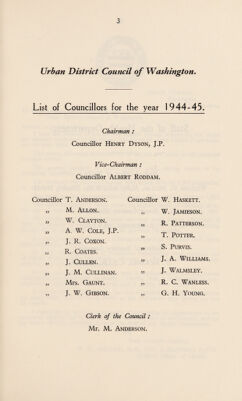 3
Urban District Council of Washington.
List of Councillors for the year 1944-45.
Chairman :
Councillor HENRY DYSON, J.P.
Vice-Chairman :
Councillor ALBERT RODDAM.
Councillor T. ANDERSON.
„ M. ALLON.
„ W. CLAYTON.
„ A. W. COLE, J.P.
„ J. R. COXON.
„ R. COATES.
„ J. CULLEN.
„ J. M. CULLINAN.
„ Mrs. GAUNT.
„ J. W. GIBSON.
Councillor W. HASKETT.
„ W. JAMIESON.
„ R. PATTERSON.
„ T. POTTER.
„ S. PURVIS.
„ J. A. WILLIAMS.
„ J. WALMSLEY.
„ R. C. WANLESS.
„ G. H. YOUNG.
Clerk of the Council :
Mr. M. ANDERSON.